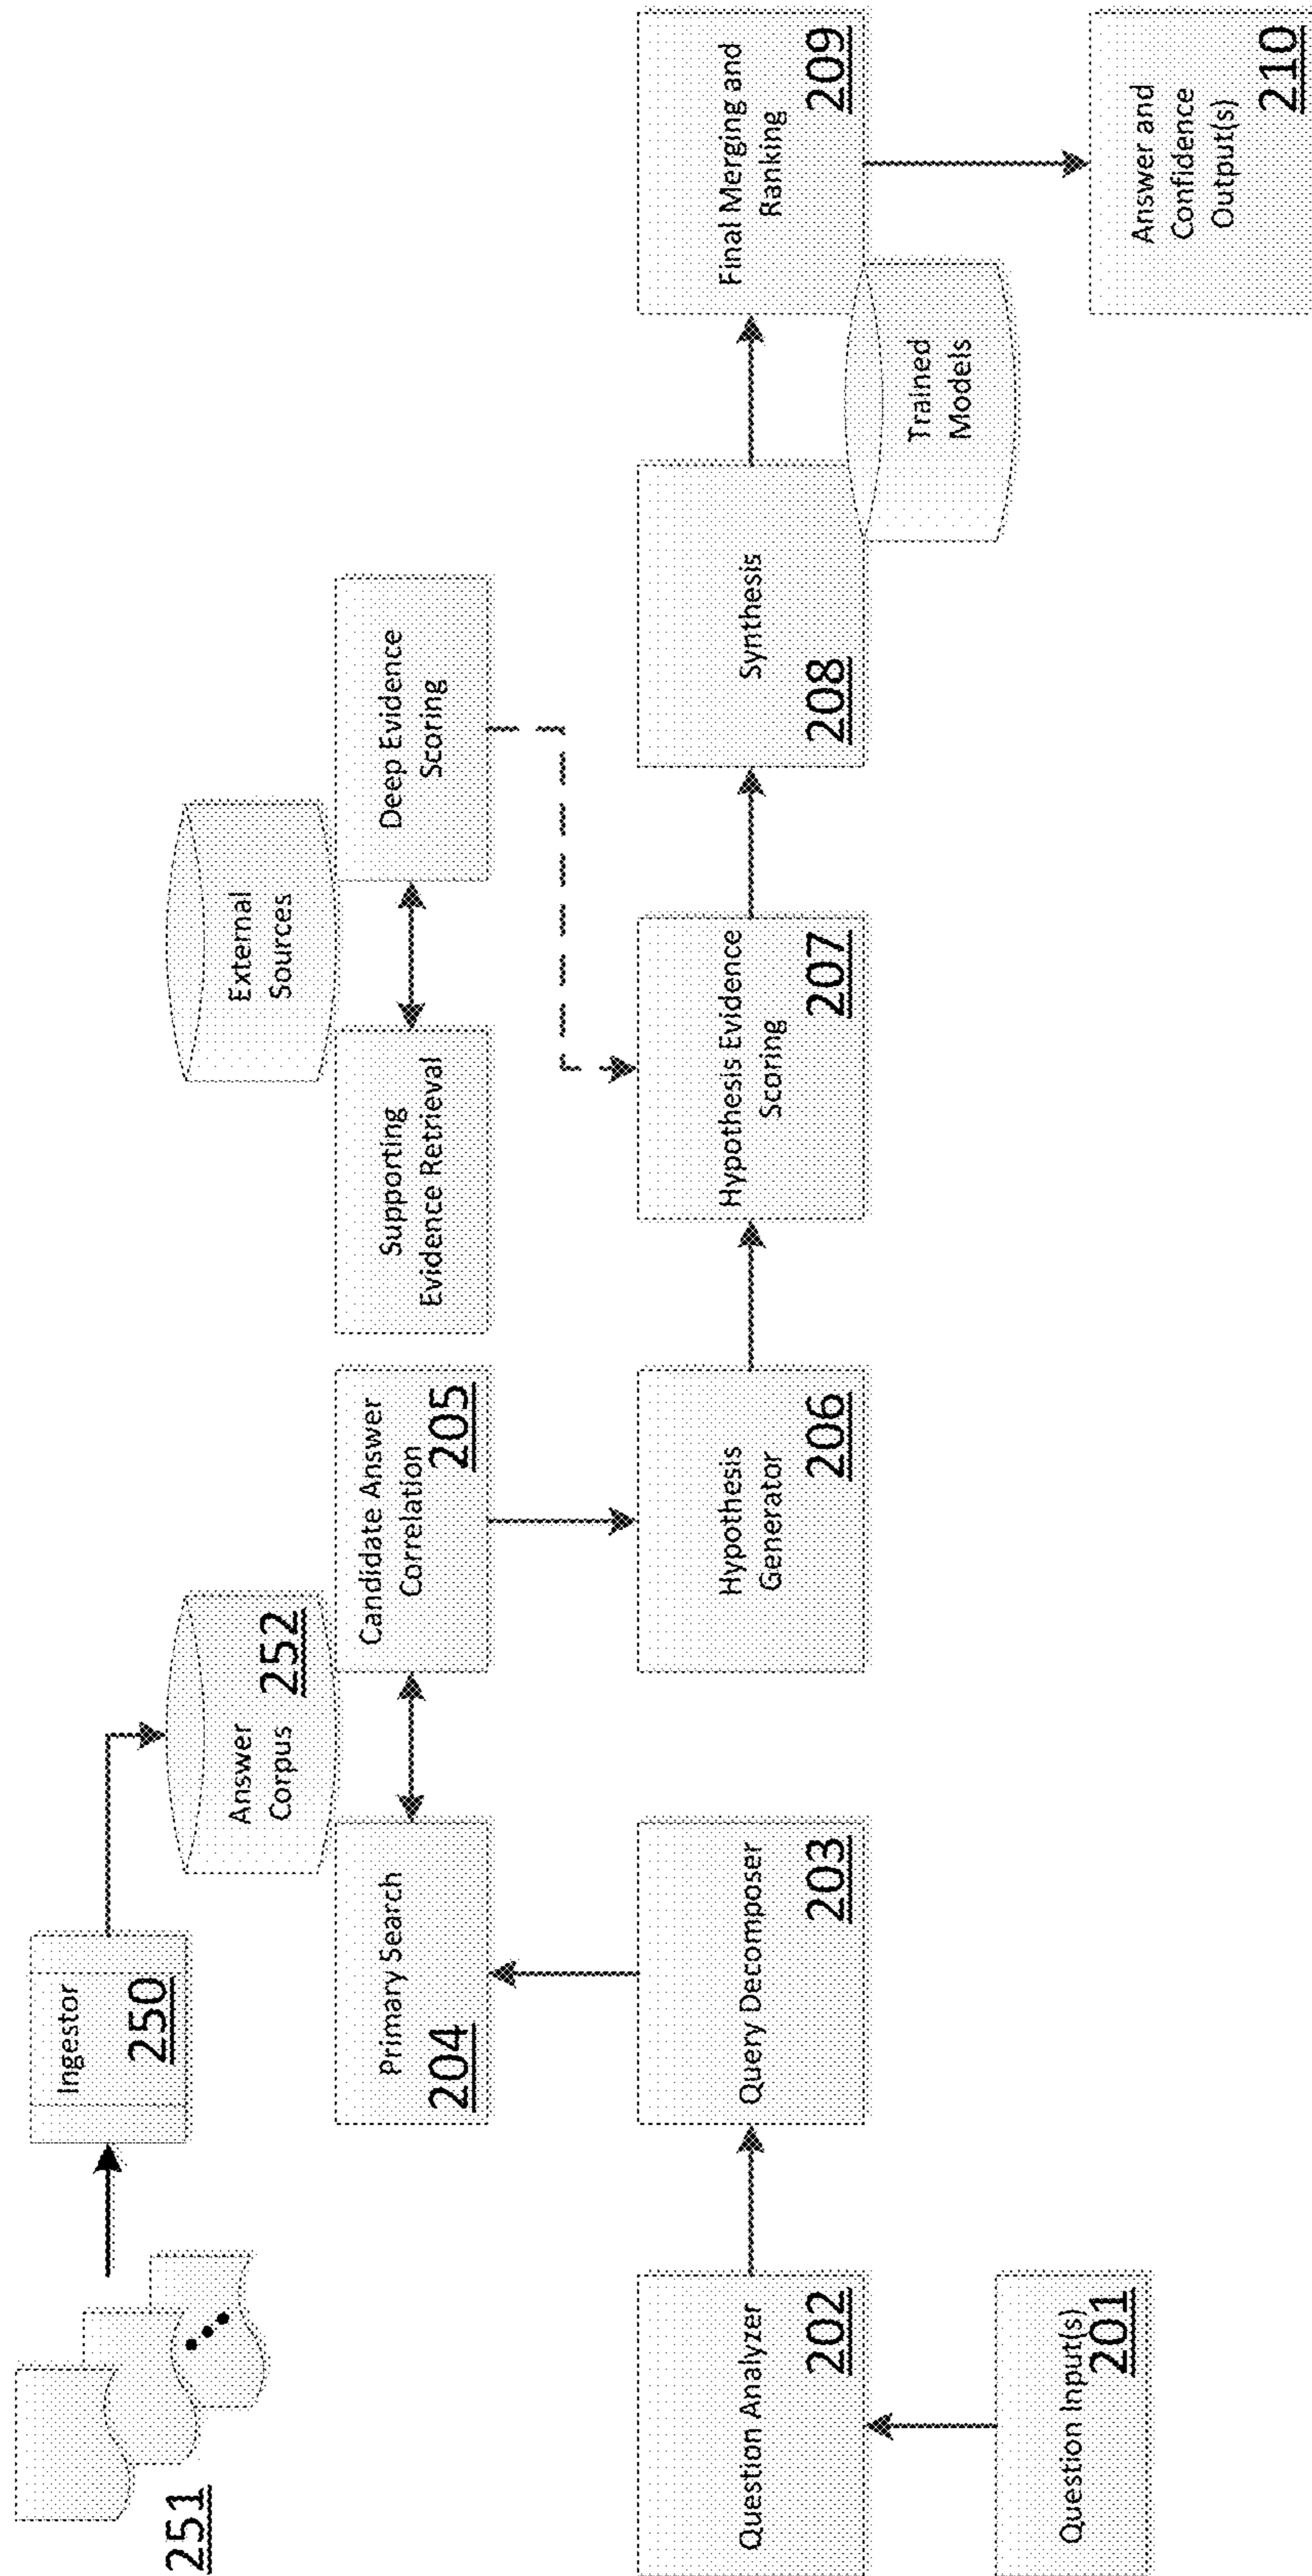 251
Ingestor
250
Answer
Corpus
252
External
Sources
Primary Search
204
Candidate Answer
Correlation
205
Supporting
Evidence Retrieval
Deep Evidence
Scoring
Question Analyzer
202
Query Decomposer
203
Hypothesis
Generator
206
Hypothesis Evidence
Scoring
207
Synthesis
208
Final Merging and
Ranking
209
Trained
Models
Question Input(s)
201
Answer and
Confidence
Output(s)
210